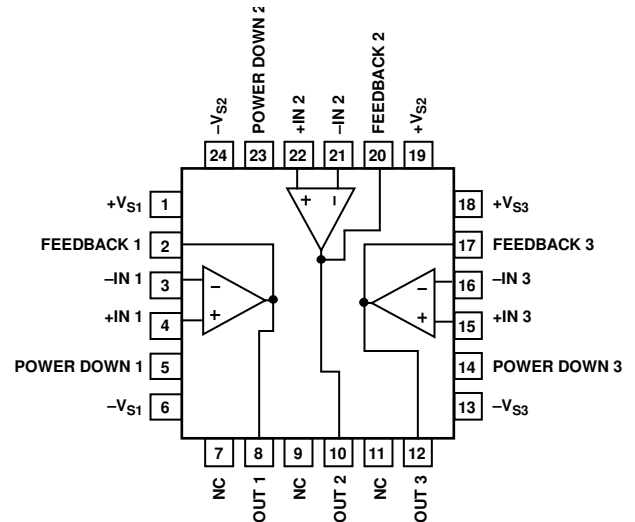 –VS2
POWER DOWN 2
+IN 2
–IN 2
FEEDBACK 2
+VS2
24 23 22 21 20 19
+VS1 1
FEEDBACK 1 2
–IN 1 3
+IN 1 4
POWER DOWN 1 5
–VS1 6
+ –
– +
– +
18 +VS3
17 FEEDBACK 3
16 –IN 3
15 +IN 3
14 POWER DOWN 3
13 –VS3
7 8 9 10 11 12
NC
OUT 1
NC
OUT 2
NC
OUT 3